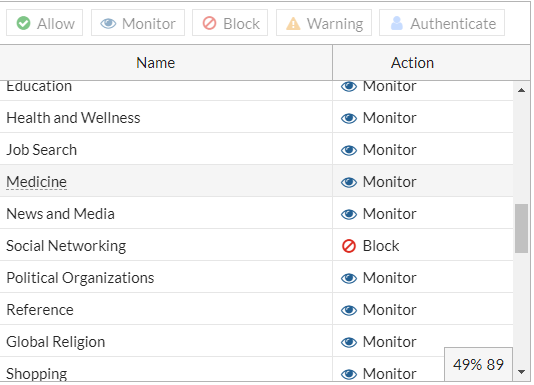 Allow Monitor Block Warning Authenticate
Name Action
Education Monitor
Health and Wellness Monitor
Job Search Monitor
Medicine Monitor
News and Media Monitor
Social Networking Block
Political Organizations Monitor
Reference Monitor
Global Religion Monitor
Shopping Monitor
49% 89